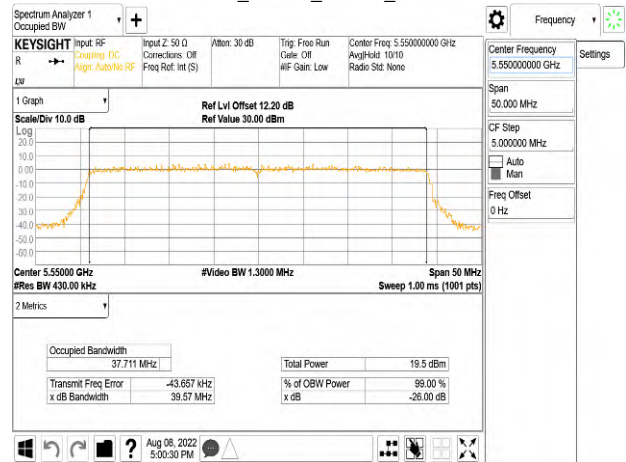 Spectrum Analyzer 1
Occupied BW
Frequency
KEYSIGHT
Input: RF
Coupling: DC
Align: Auto/No RF
Input Z: 50 Ω
Corrections: Off
Freq Ref: Int (S)
Atten: 30 dB
Trig: Free Run
Gate: Off
#IF Gain: Low
Center Freq: 5.550000000 GHz
Avg|Hold: 10/10
Radio Std: None
R
LXI
Center Frequency
5.550000000 GHz
Settings
Span
50.000 MHz
CF Step
5.000000 MHz
Auto
Man
Freq Offset
0 Hz
1 Graph
Scale/Div 10.0 dB
Ref Lvl Offset 12.20 dB
Ref Value 30.00 dBm
Log
20.0
10.0
0.00
-10.0
-20.0
-30.0
-40.0
-50.0
-60.0
Center 5.55000 GHz
#Res BW 430.00 kHz
#Video BW 1.3000 MHz
Span 50 MHz
Sweep 1.00 ms (1001 pts)
2 Metrics
Occupied Bandwidth
37.711 MHz
Total Power 19.5 dBm
Transmit Freq Error -43.657 kHz
% of OBW Power 99.00 %
x dB Bandwidth 39.57 MHz
x dB -26.00 dB
?
Aug 08, 2022
5:00:30 PM